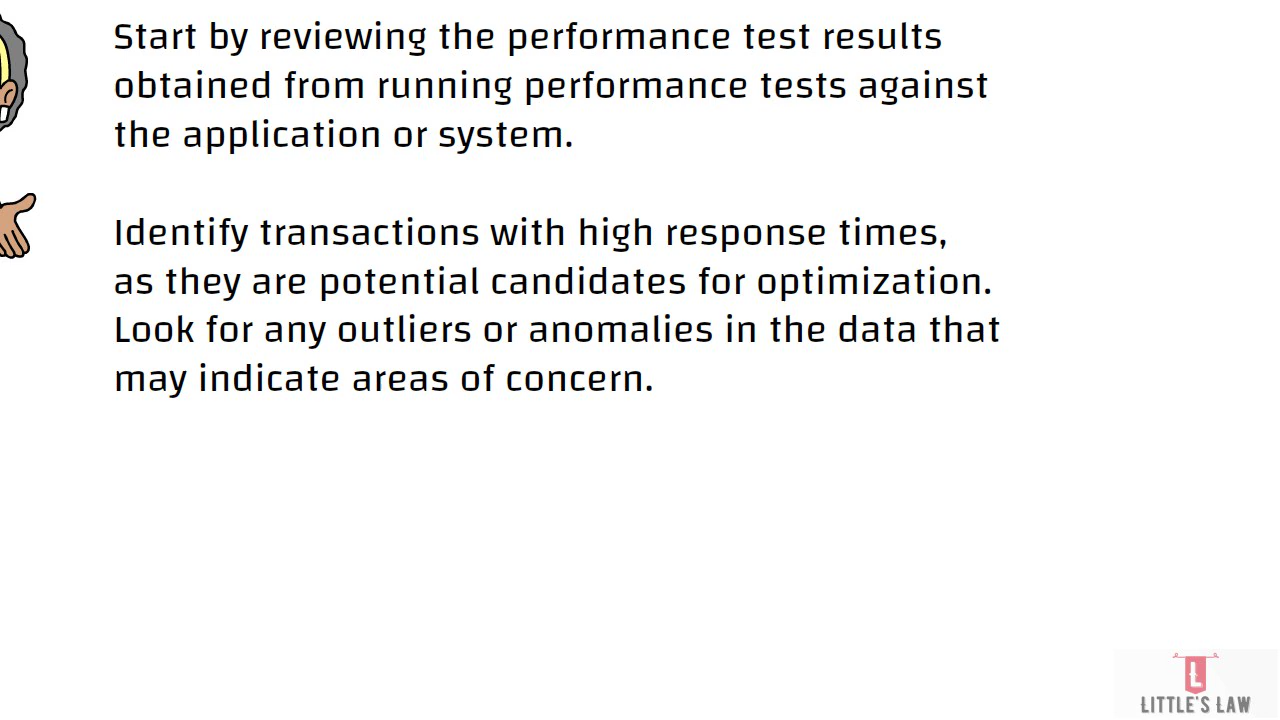 Start by reviewing the performance test results
obtained from running performance tests against
the application or system.
Identify transactions with high response times,
as they are potential candidates for optimization.
Look for any outliers or anomalies in the data that
may indicate areas of concern.
L
LITTLE'S LAW